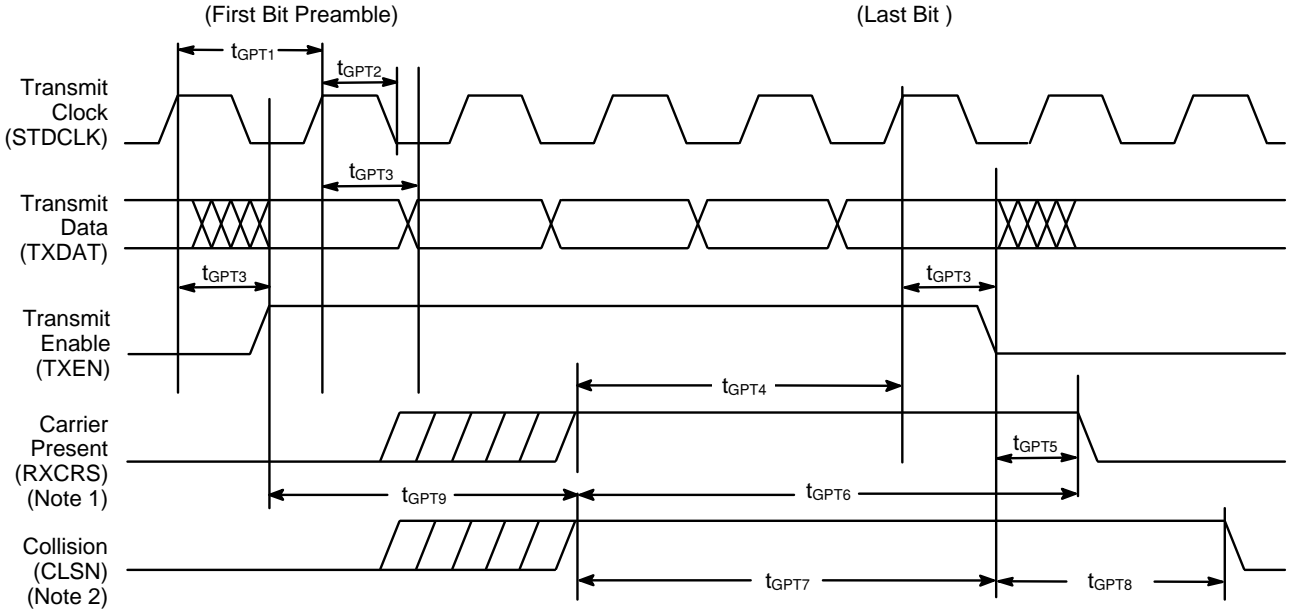 (First Bit Preamble)
(Last Bit )
tGPT1
tGPT2
Transmit
Clock
(STDCLK)
tGPT3
Transmit
Data
(TXDAT)
tGPT3
tGPT3
Transmit
Enable
(TXEN)
tGPT4
Carrier
Present
(RXCRS)
(Note 1)
tGPT5
tGPT9
tGPT6
Collision
(CLSN)
(Note 2)
tGPT7
tGPT8